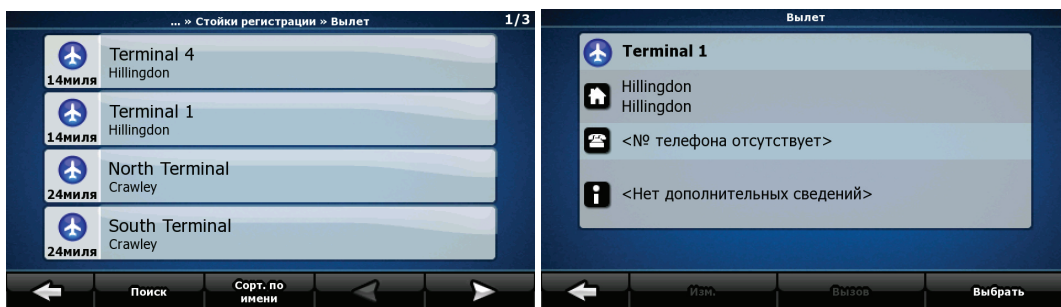 ... » Стойки регистрации » Вылет
1/3
Terminal 4
Hillingdon
14миля
Terminal 1
Hillingdon
14миля
North Terminal
Crawley
24миля
South Terminal
Crawley
24миля
Поиск
Сорт. по
имени
Вылет
Terminal 1
Hillingdon
Hillingdon
<№ телефона отсутствует>
<Нет дополнительных сведений>
Изм.
Вызов
Выбрать